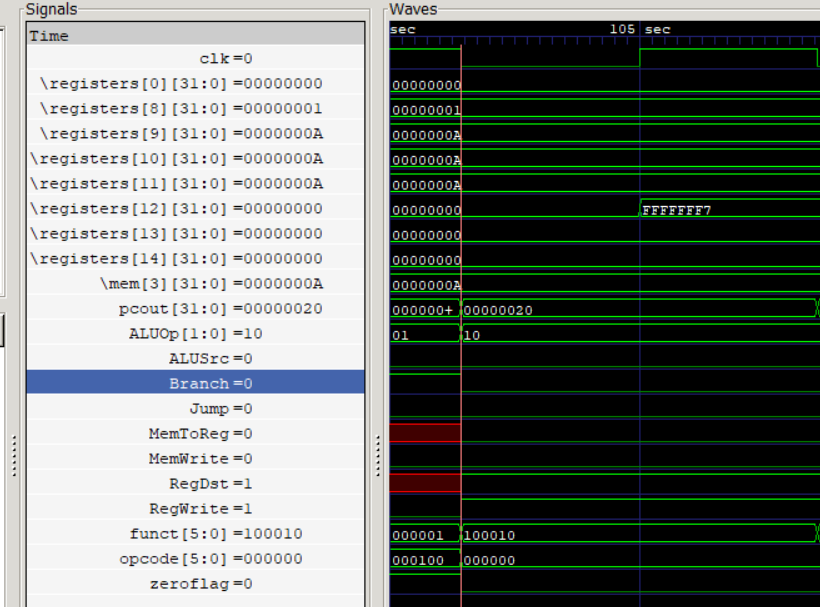 Signals
Waves
Time
sec
105 sec
clk=0
\registers[0][31:0]=00000000
00000000
\registers[8][31:0]=00000001
00000001
\registers[9][31:0]=0000000A
0000000A
\registers[10][31:0]=0000000A
0000000A
\registers[11][31:0]=0000000A
0000000A
\registers[12][31:0]=00000000
00000000
FFFFFFF7
\registers[13][31:0]=00000000
00000000
\registers[14][31:0]=00000000
00000000
\mem[3][31:0]=0000000A
0000000A
pcout[31:0]=00000020
000000+
00000020
ALUOp[1:0]=10
01
10
ALUSrc=0
Branch=0
Jump=0
MemToReg=0
MemWrite=0
RegDst=1
RegWrite=1
funct[5:0]=100010
000001
100010
opcode[5:0]=000000
000100
000000
zeroflag=0